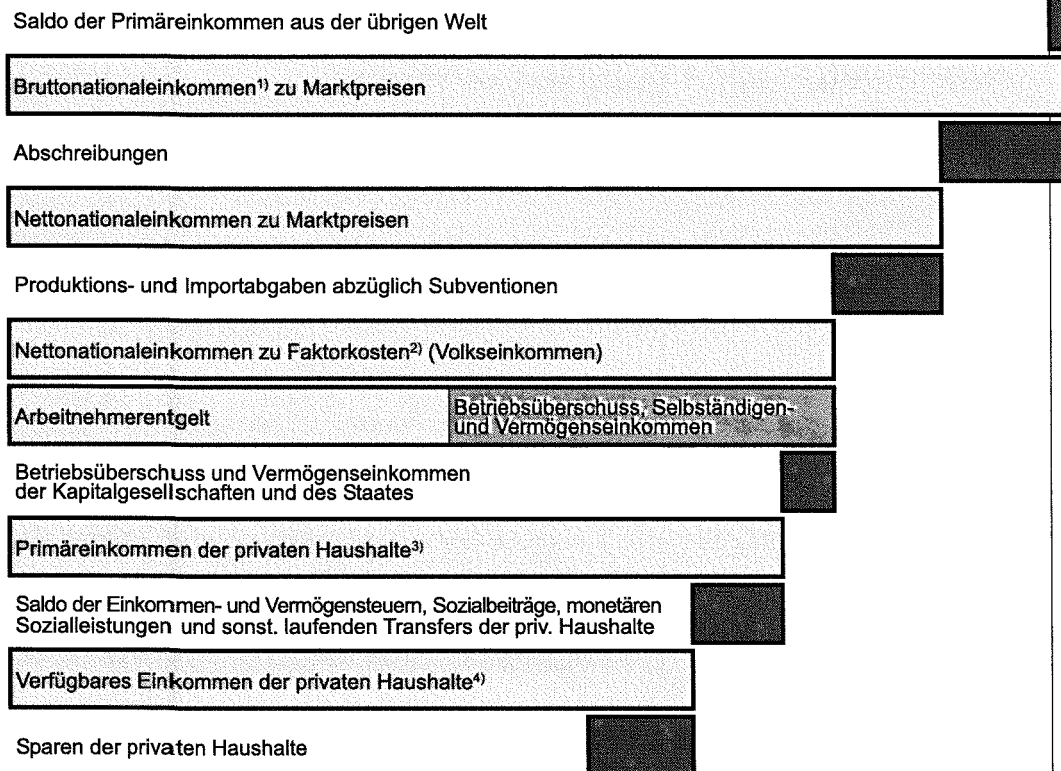 Saldo der Primäreinkommen aus der übrigen Welt
Bruttonationaleinkommen¹⁾ zu Marktpreisen
Abschreibungen
Nettonationaleinkommen zu Marktpreisen
Produktions- und Importabgaben abzüglich Subventionen
Nettonationaleinkommen zu Faktorkosten²⁾ (Volkseinkommen)
Arbeitnehmerentgelt
Betriebsüberschuss, Selbständigen-
und Vermögenseinkommen
Betriebsüberschuss und Vermögenseinkommen
der Kapitalgesellschaften und des Staates
Primäreinkommen der privaten Haushalte³⁾
Saldo der Einkommen- und Vermögensteuern, Sozialbeiträge, monetären
Sozialleistungen und sonst. laufenden Transfers der priv. Haushalte
Verfügbares Einkommen der privaten Haushalte⁴⁾
Sparen der privaten Haushalte